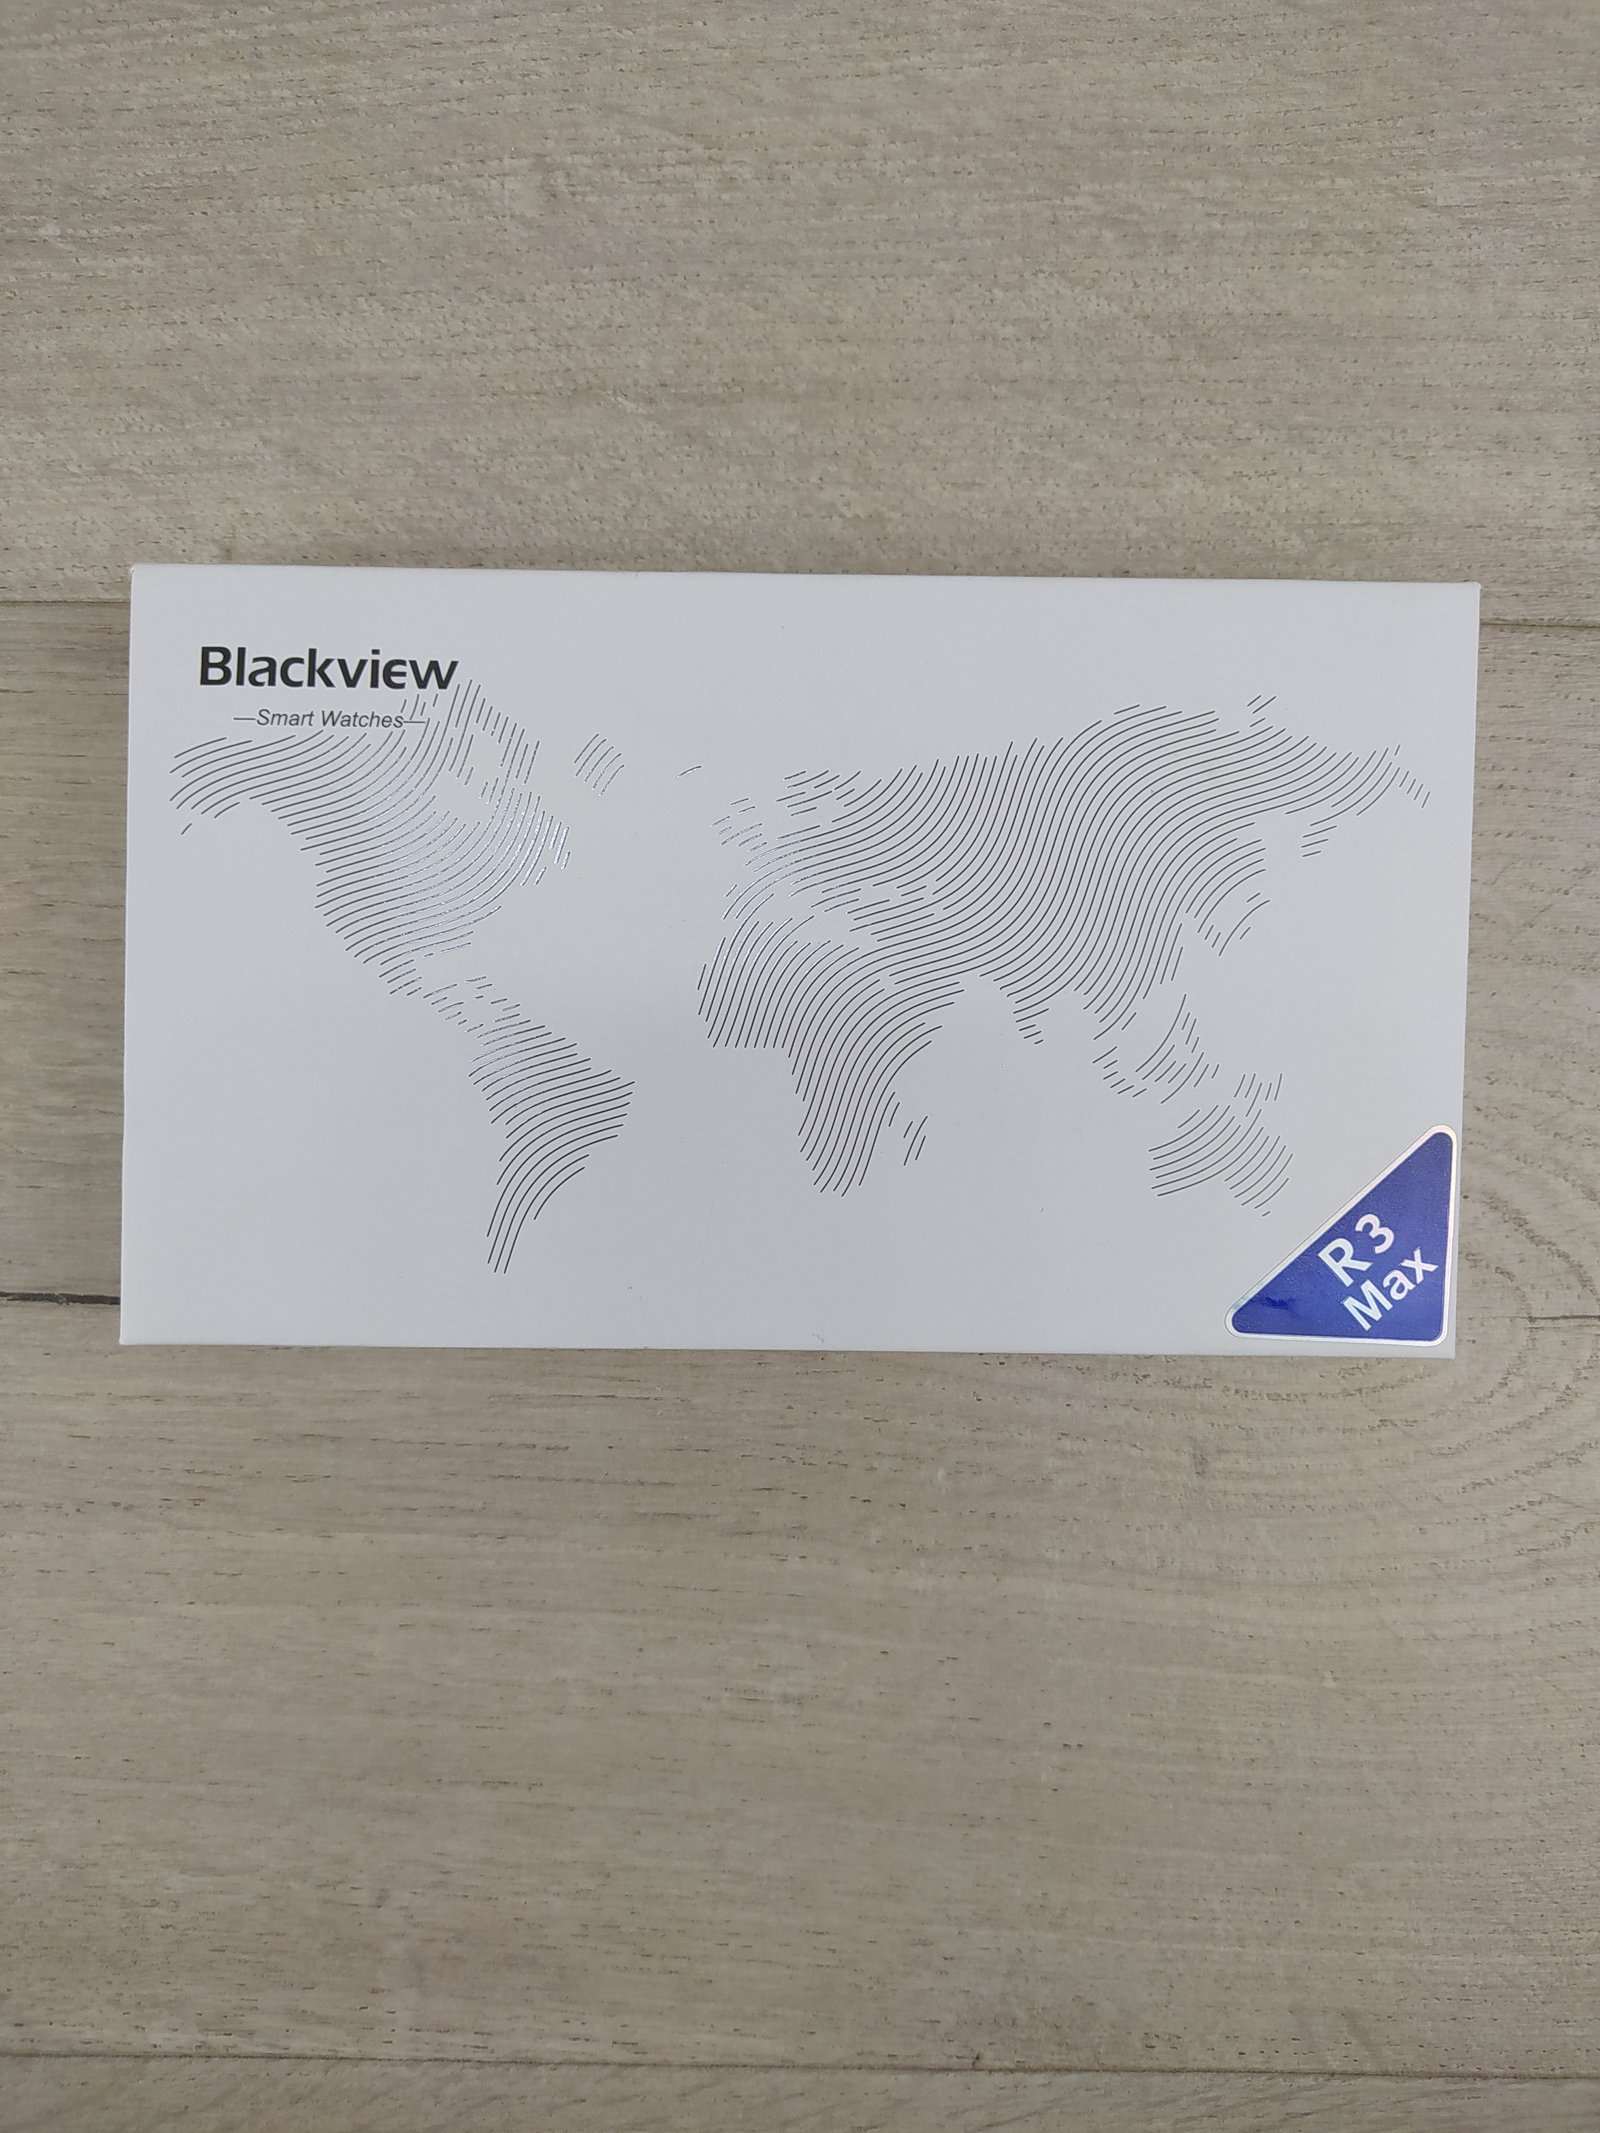 Blackview
—Smart Watches—
R3
Max